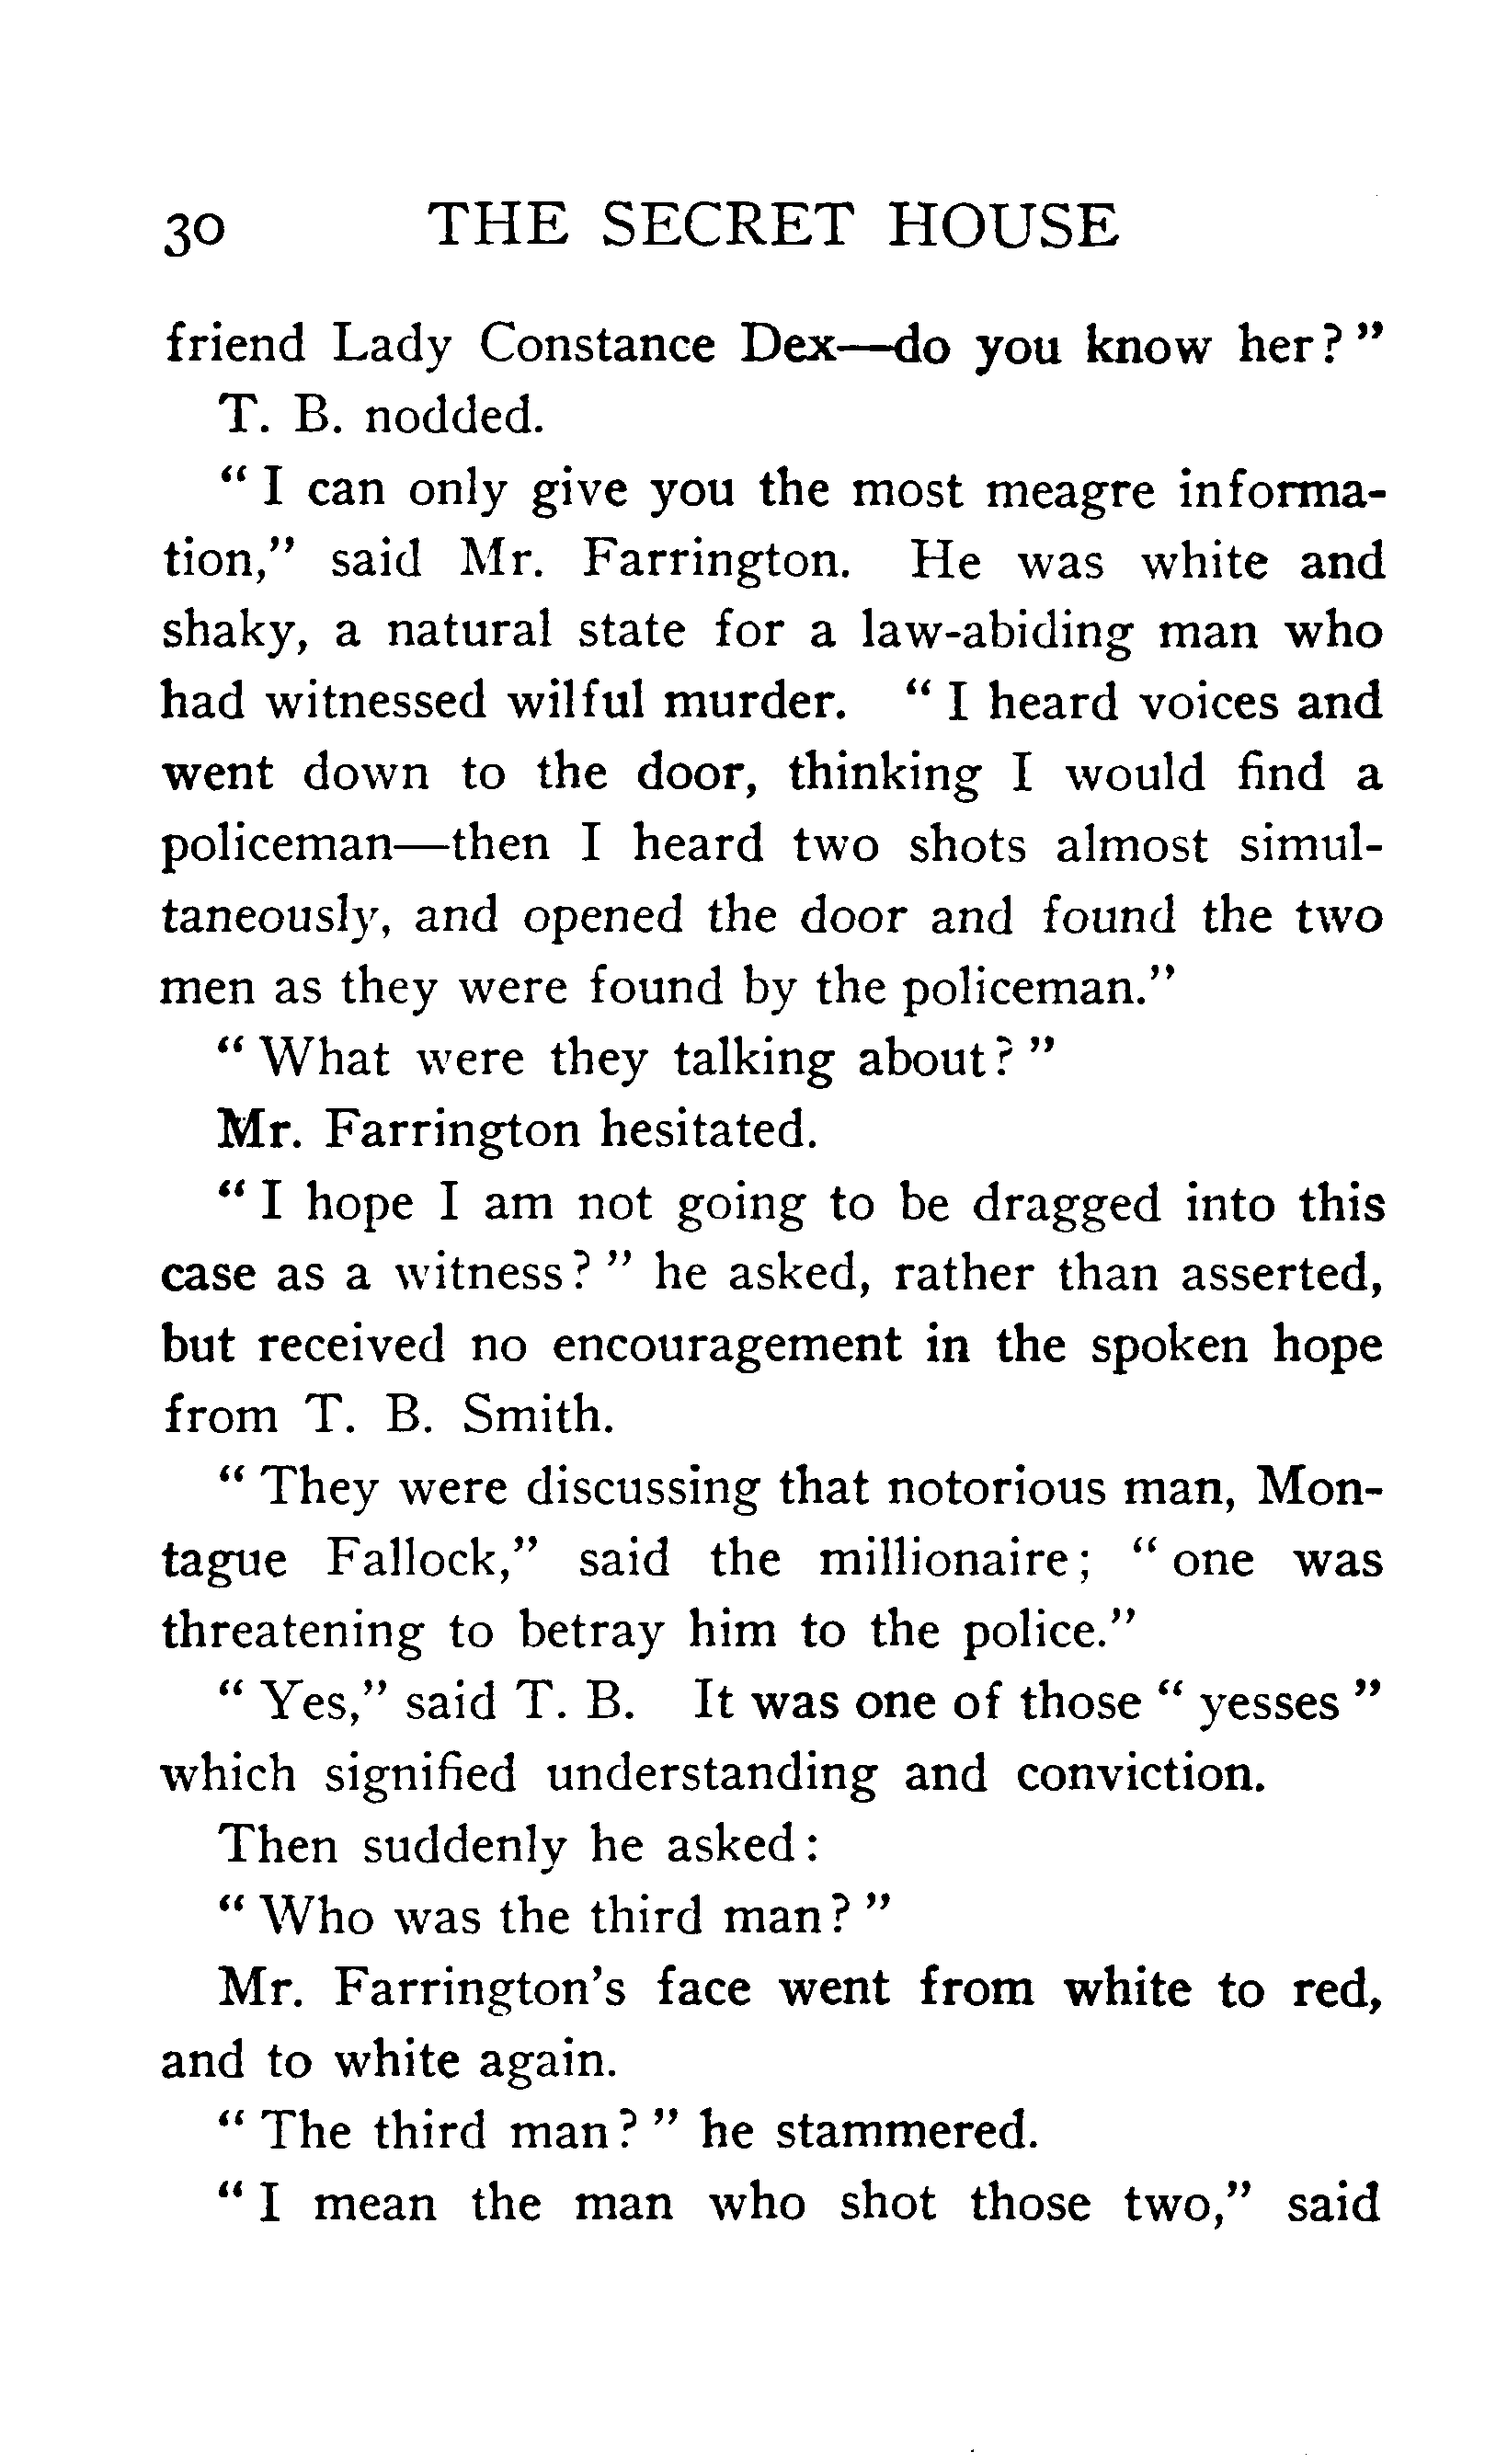 30 THE SECRET HOUSE
friend Lady Constance Dex—do you know her?"
T. B. nodded.
"I can only give you the most meagre informa-
tion," said Mr. Farrington. He was white and
shaky, a natural state for a law-abiding man who
had witnessed wilful murder. "I heard voices and
went down to the door, thinking I would find a
policeman—then I heard two shots almost simul-
taneously, and opened the door and found the two
men as they were found by the policeman."
"What were they talking about?"
Mr. Farrington hesitated.
"I hope I am not going to be dragged into this
case as a witness?" he asked, rather than asserted,
but received no encouragement in the spoken hope
from T. B. Smith.
"They were discussing that notorious man, Mon-
tague Fallock," said the millionaire; "one was
threatening to betray him to the police."
"Yes," said T. B. It was one of those "yesses"
which signified understanding and conviction.
Then suddenly he asked:
"Who was the third man?"
Mr. Farrington's face went from white to red,
and to white again.
"The third man?" he stammered.
"I mean the man who shot those two," said